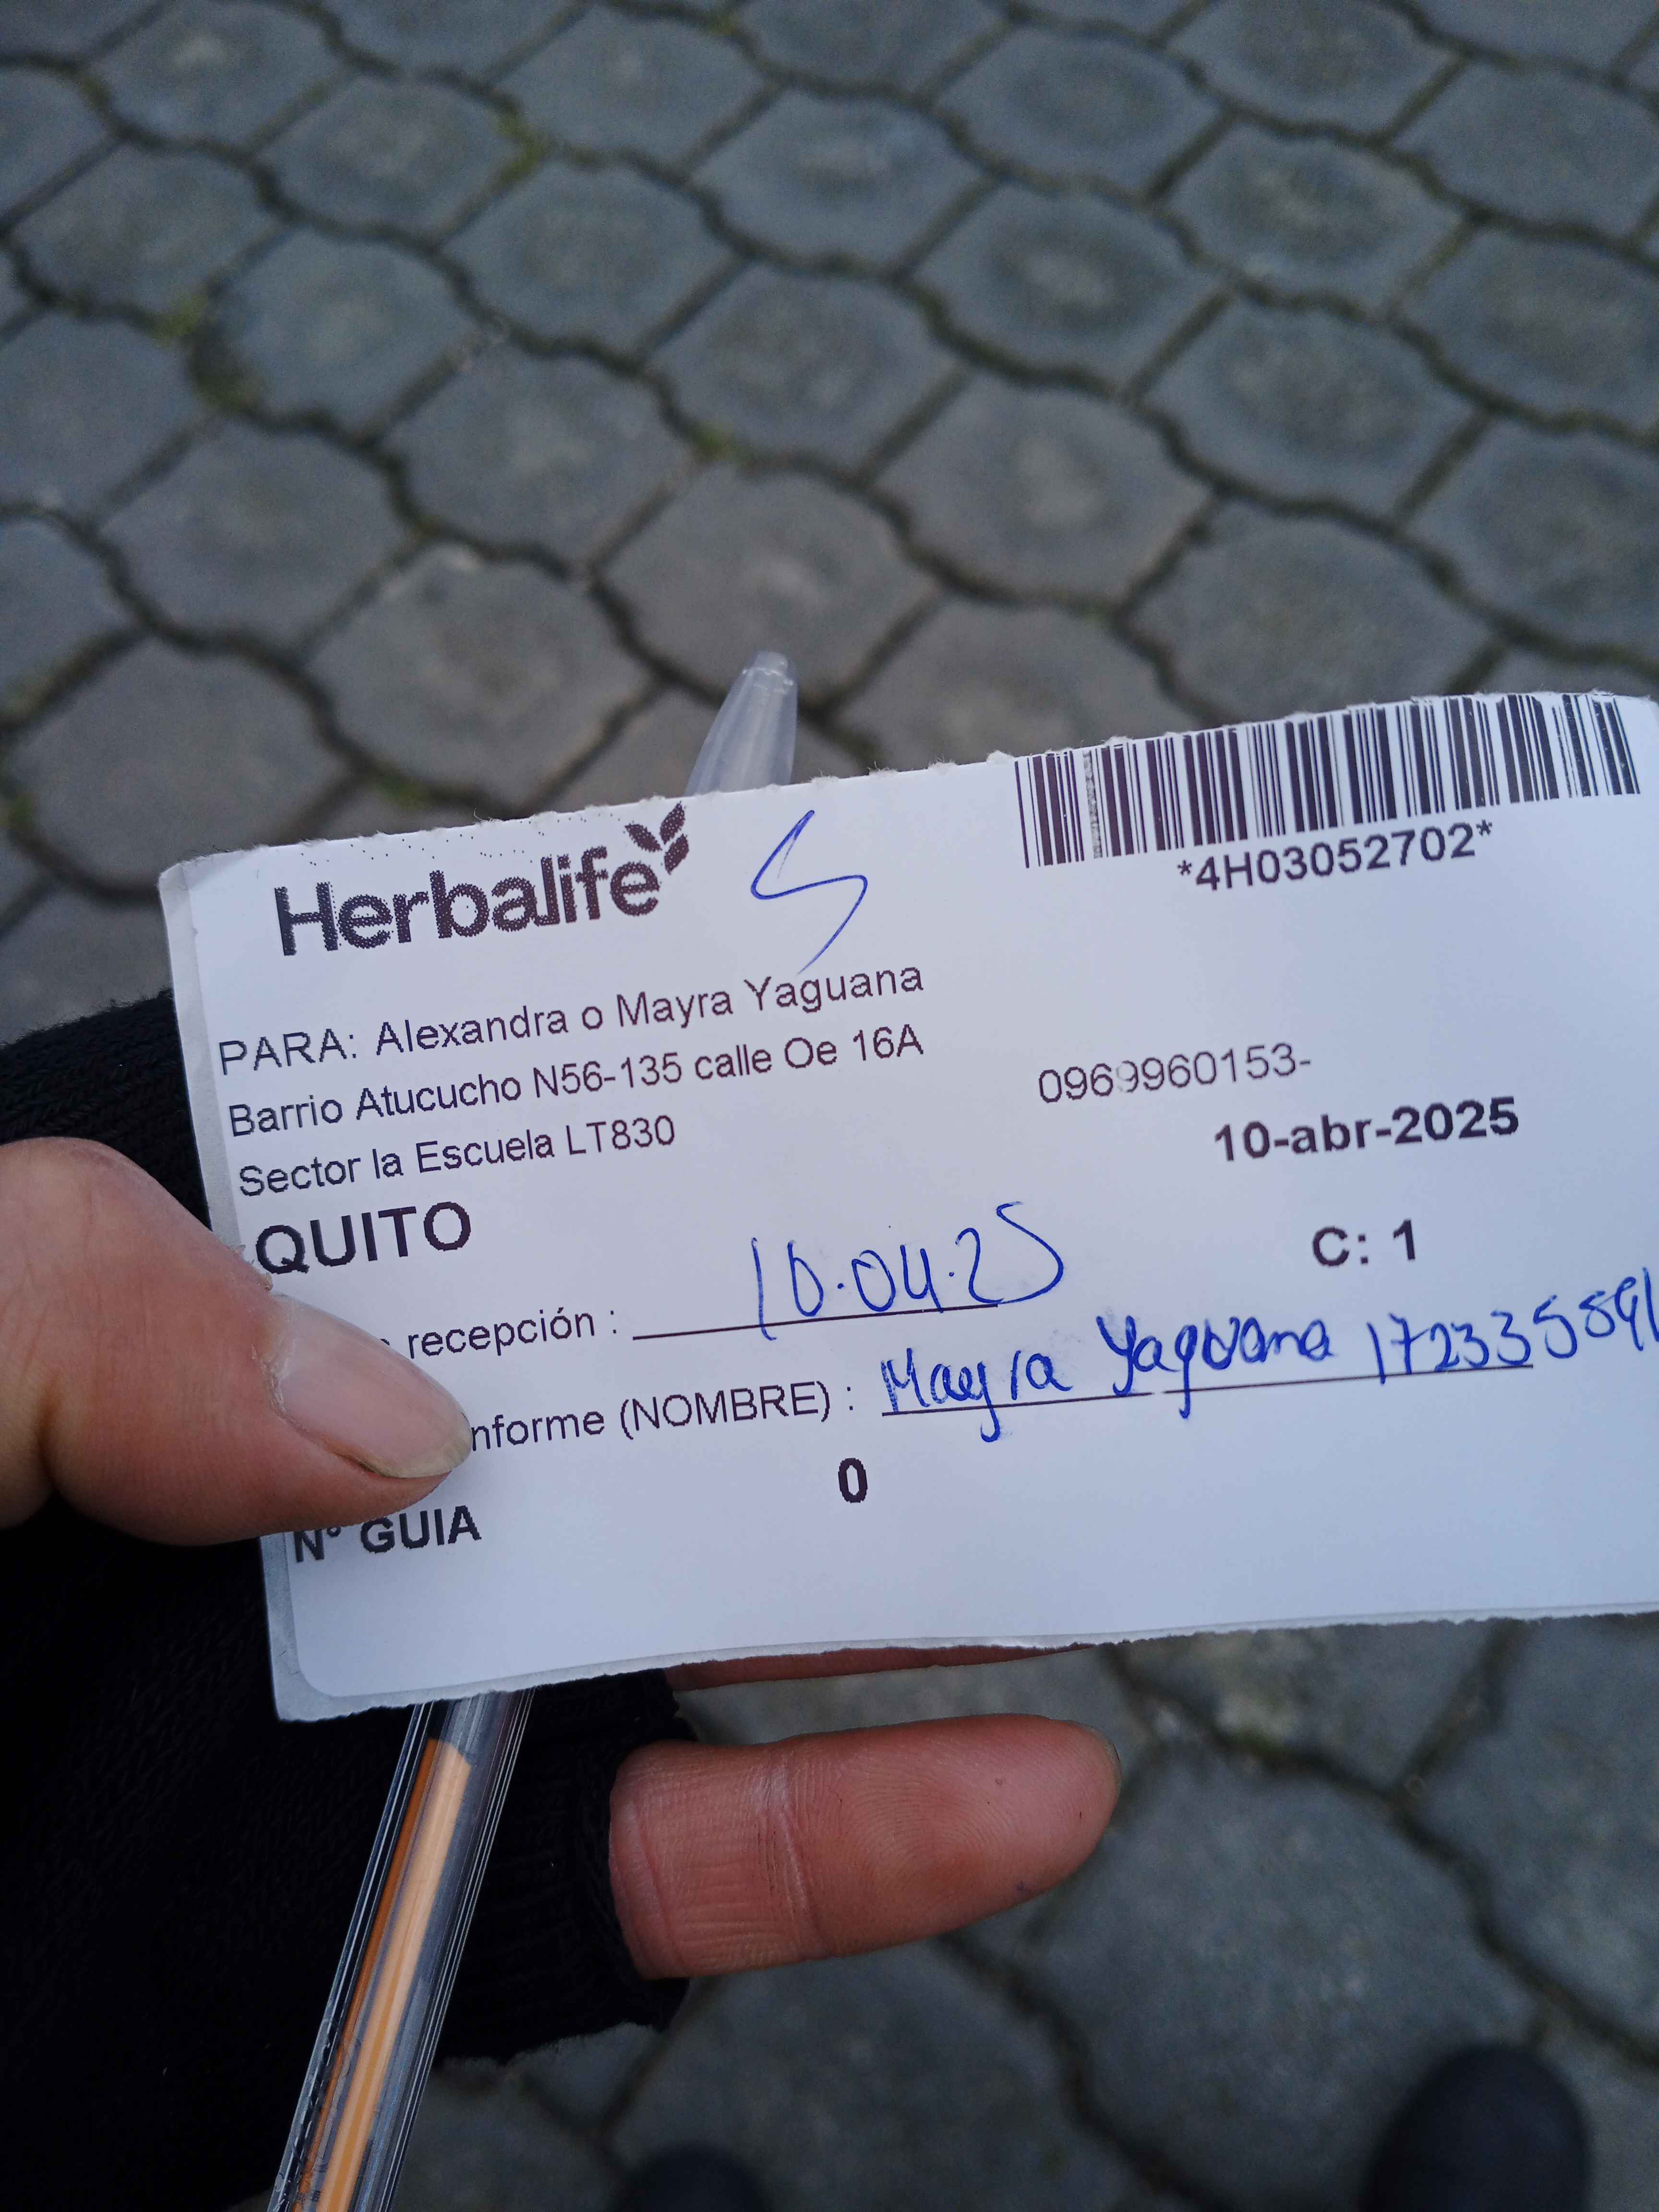 Herbalife
*4H03052702*
PARA: Alexandra o Mayra Yaguana
Barrio Atucucho N56-135 calle Oe 16A
0969960153-
Sector la Escuela LT830
10-abr-2025
QUITO
C: 1
recepción : 10.04.25
nforme (NOMBRE) : Mayra Yaguana
0
N° GUIA